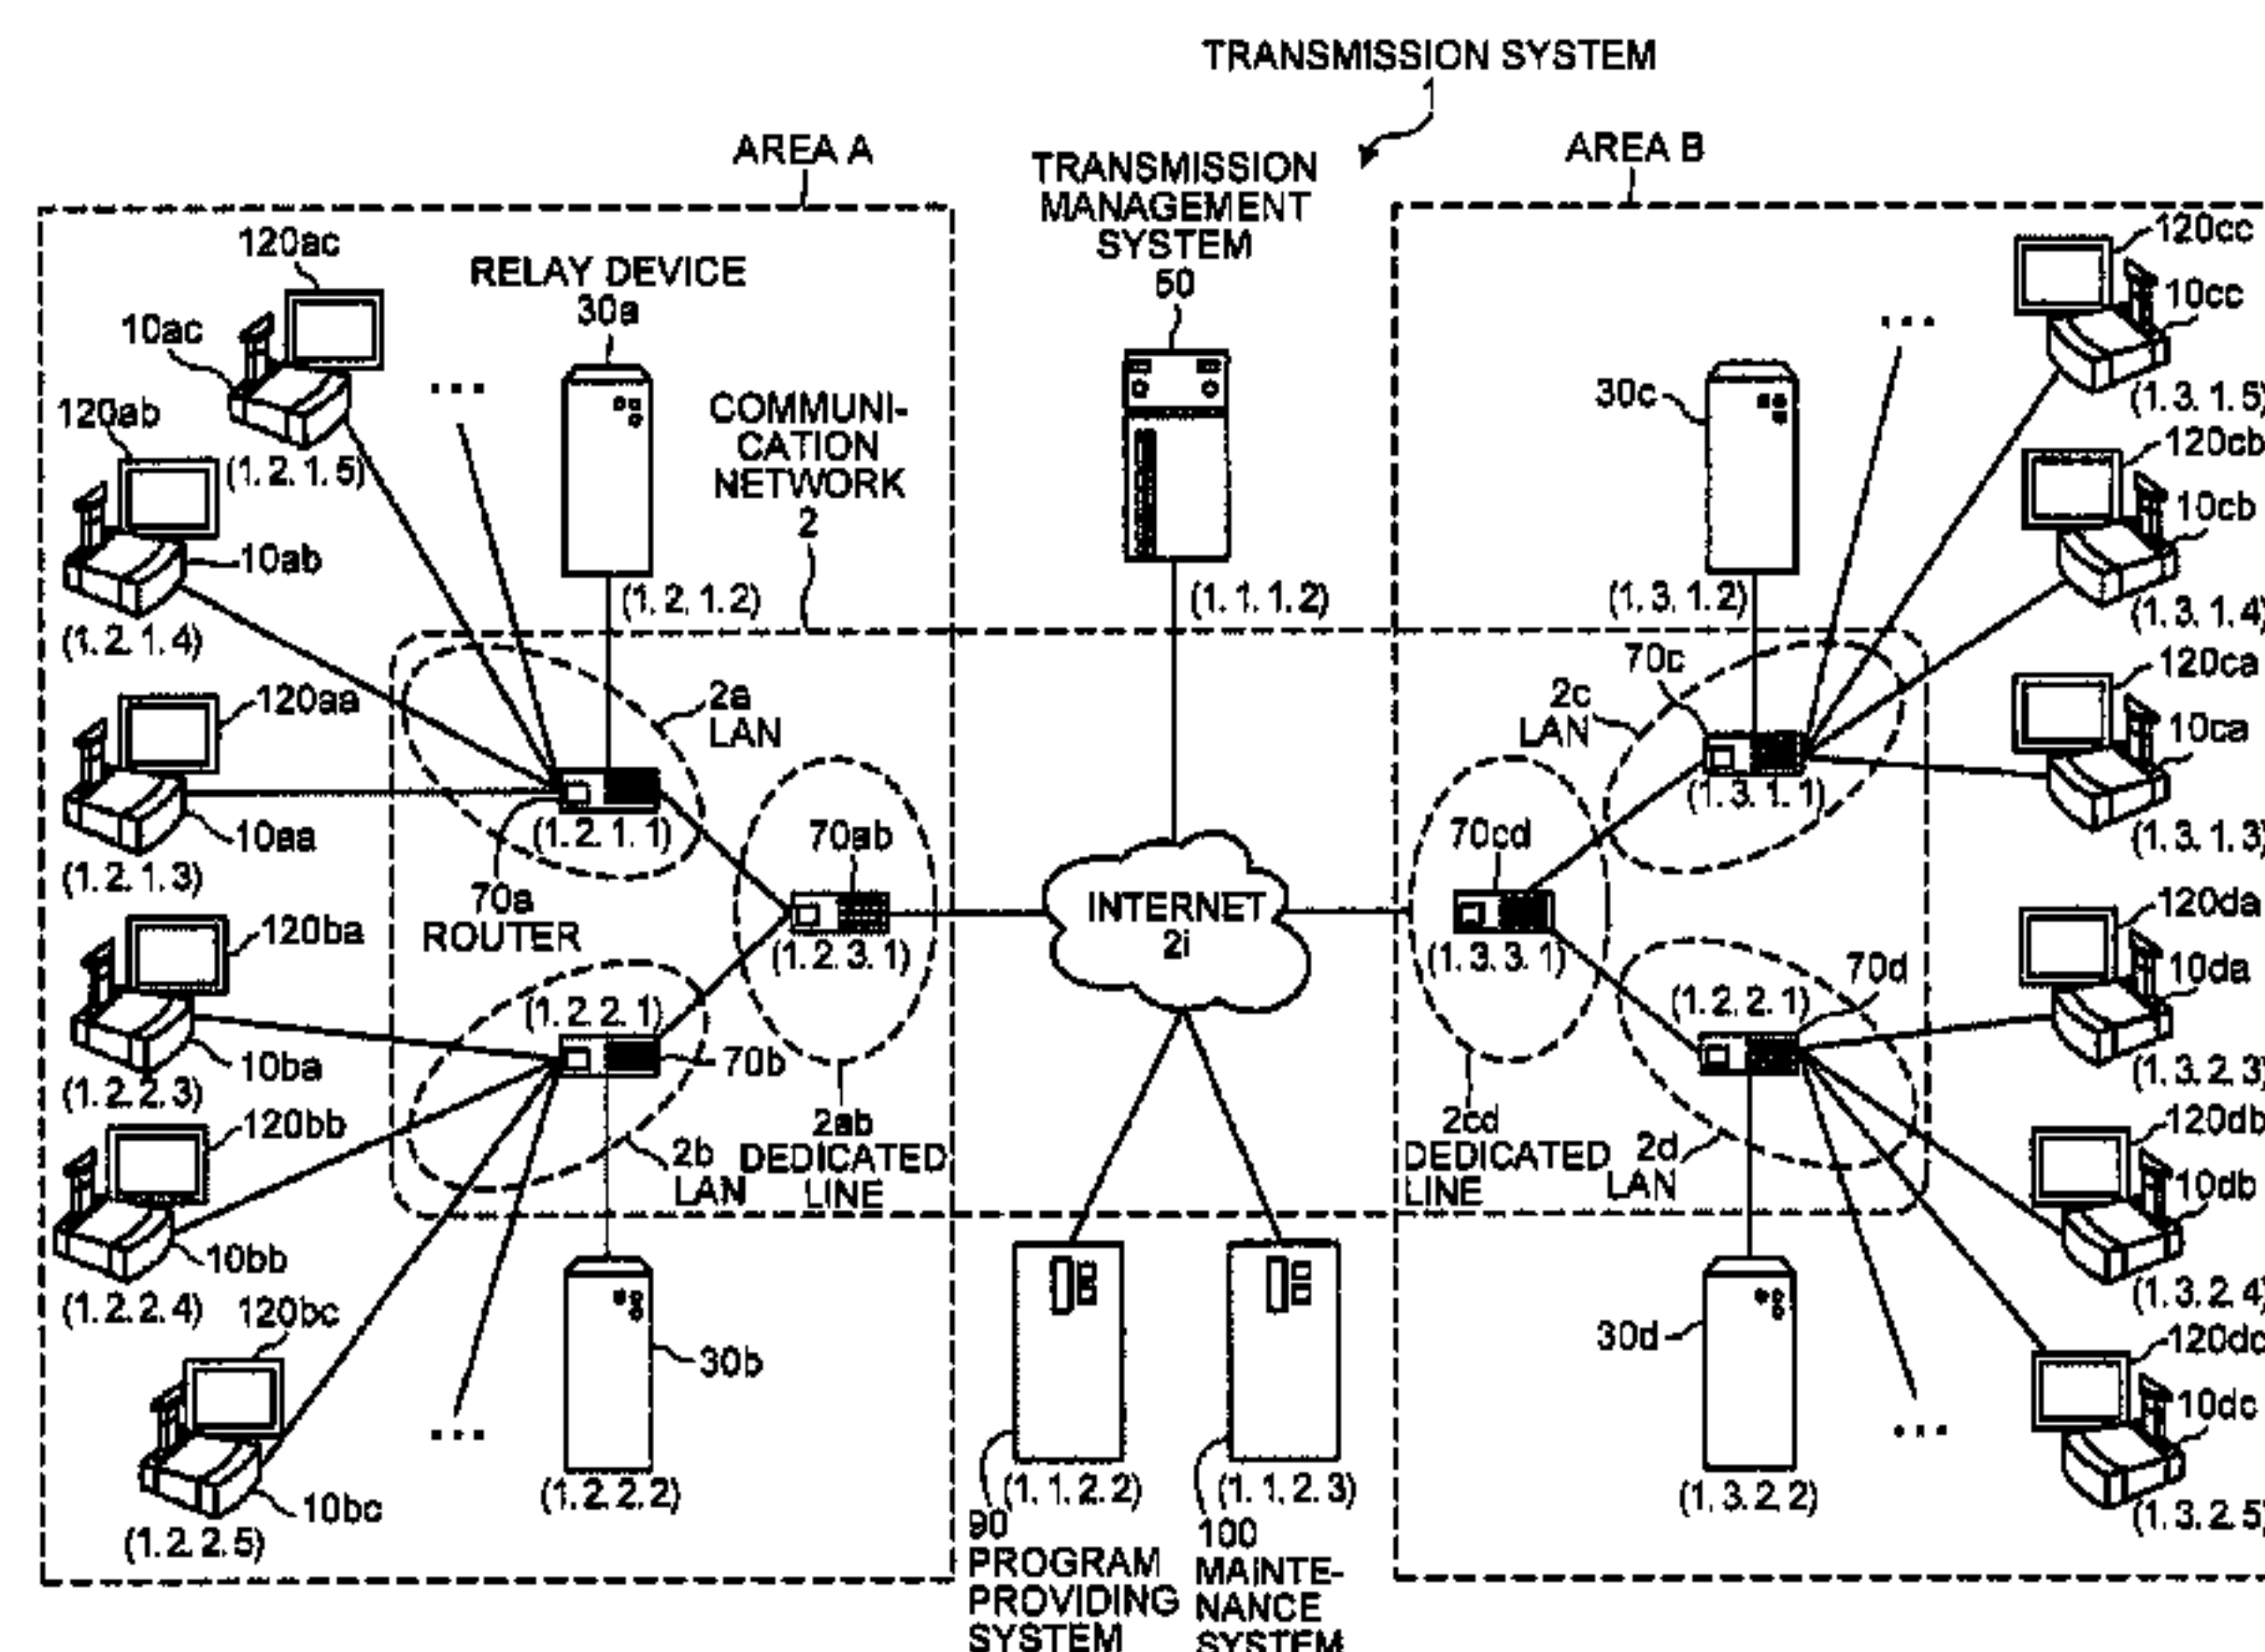 TRANSMISSION SYSTEM
1
AREA A
TRANSMISSION
MANAGEMENT
SYSTEM
50
AREA B
120ac
RELAY DEVICE
30a
10ac
...
120ab
(1. 2. 1. 5)
COMMUNI-
CATION
NETWORK
2
10ab
(1. 2. 1. 2)
(1. 2. 1. 4)
(1. 1. 1. 2)
120aa
2a
LAN
10aa
(1. 2. 1. 3)
(1. 2. 1. 1)
70a
ROUTER
70ab
(1. 2. 3. 1)
INTERNET
2i
120ba
10ba
(1. 2. 2. 3)
(1. 2. 2. 1)
70b
2ab
DEDICATED
LINE
2b
LAN
120bb
10bb
(1. 2. 2. 4)
120bc
10bc
(1. 2. 2. 5)
...
30b
(1. 2. 2. 2)
90
(1. 1. 2. 2)
PROGRAM
PROVIDING
SYSTEM
100
(1. 1. 2. 3)
MAINTE-
NANCE
SYSTEM
120cc
10cc
(1. 3. 1. 5)
...
30c
(1. 3. 1. 2)
120cb
10cb
(1. 3. 1. 4)
70c
2c
LAN
(1. 3. 1. 1)
120ca
10ca
(1. 3. 1. 3)
70cd
(1. 3. 3. 1)
120da
10da
(1. 3. 2. 3)
(1. 2. 2. 1)
70d
2cd
DEDICATED
LINE
2d
LAN
120db
10db
(1. 3. 2. 4)
30d
(1. 3. 2. 2)
...
120dc
10dc
(1. 3. 2. 5)